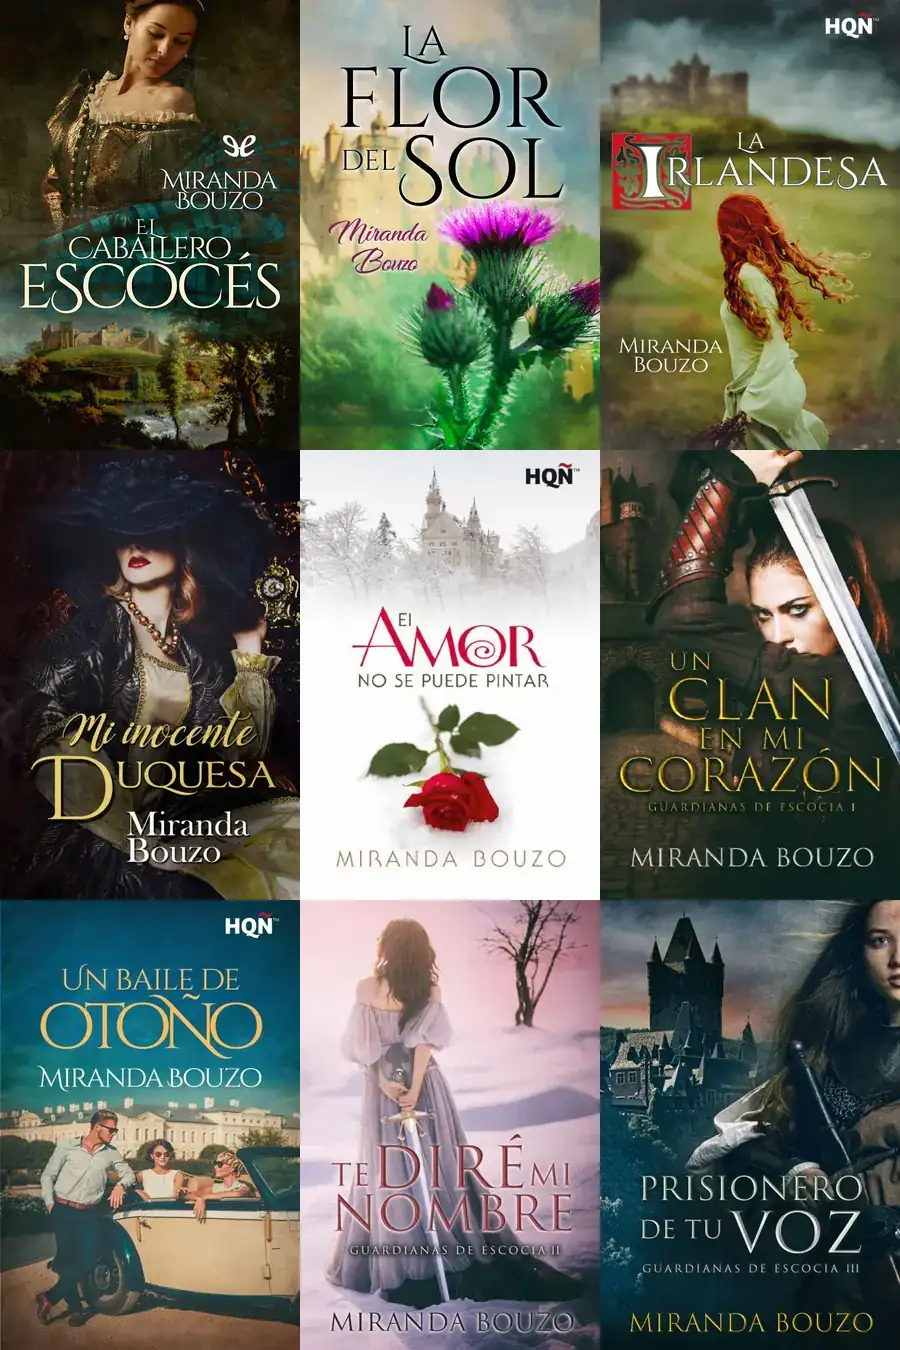 MIRANDA
BOUZO
EL
CABALLERO
ESCOCÉS
LA
FLOR
DEL SOL
Miranda
Bouzo
HQÑ™
LA
IRLANDESA
MIRANDA
BOUZO
Mi inocente
DUQUESA
Miranda
Bouzo
HQÑ™
El
AMOR
NO SE PUEDE PINTAR
MIRANDA BOUZO
UN
CLAN
EN MI
CORAZÓN
GUARDIANAS DE ESCOCIA I
MIRANDA BOUZO
HQÑ™
UN BAILE DE
OTOÑO
MIRANDA BOUZO
TE DIRÉ MI
NOMBRE
GUARDIANAS DE ESCOCIA II
MIRANDA BOUZO
PRISIONERO
DE TU VOZ
GUARDIANAS DE ESCOCIA III
MIRANDA BOUZO